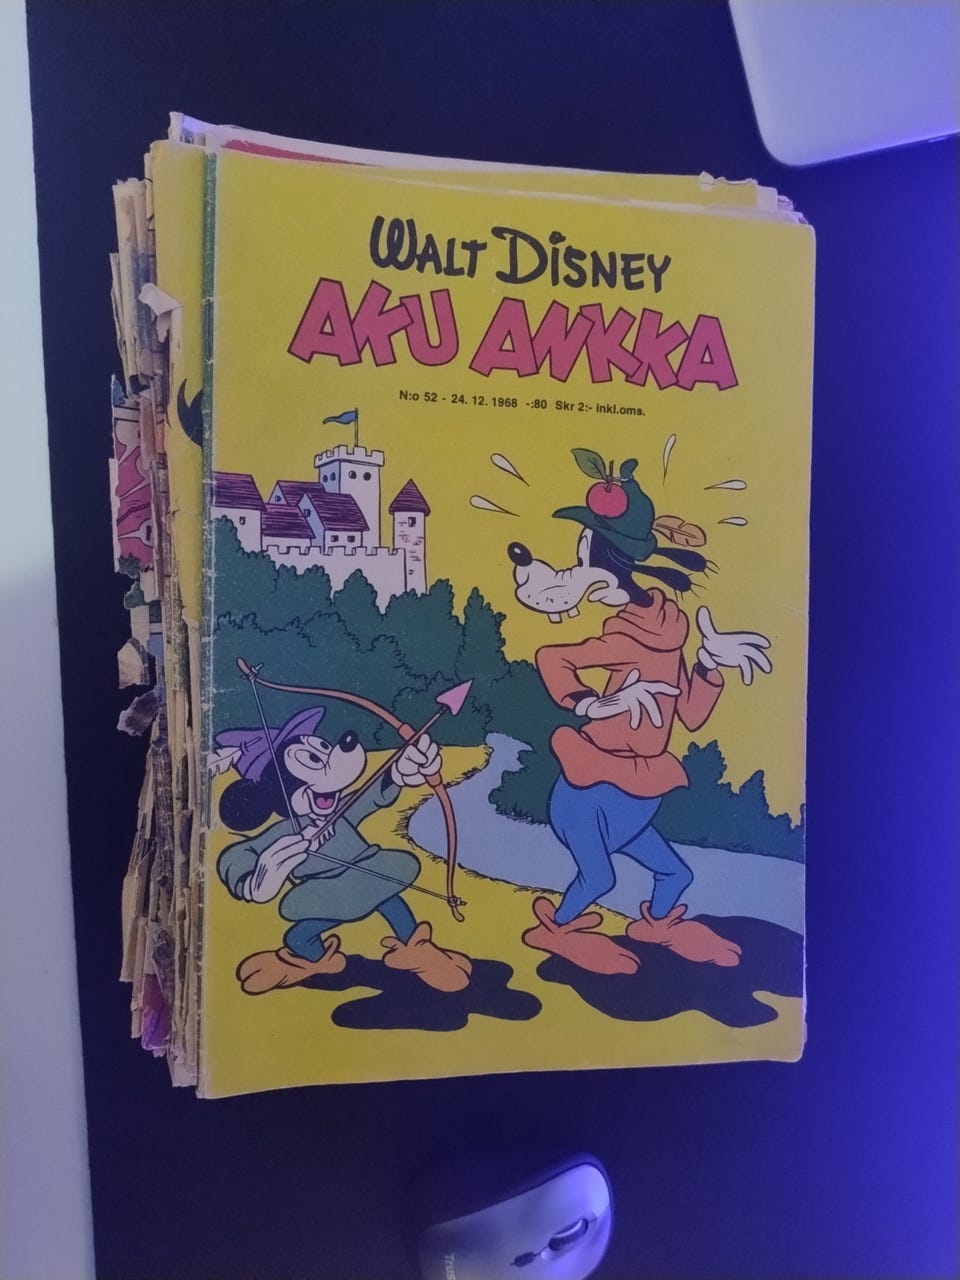 WALT DISNEY
AKU ANKKA
N:o 52 - 24. 12. 1968 -:80 Skr 2:- inkl.oms.